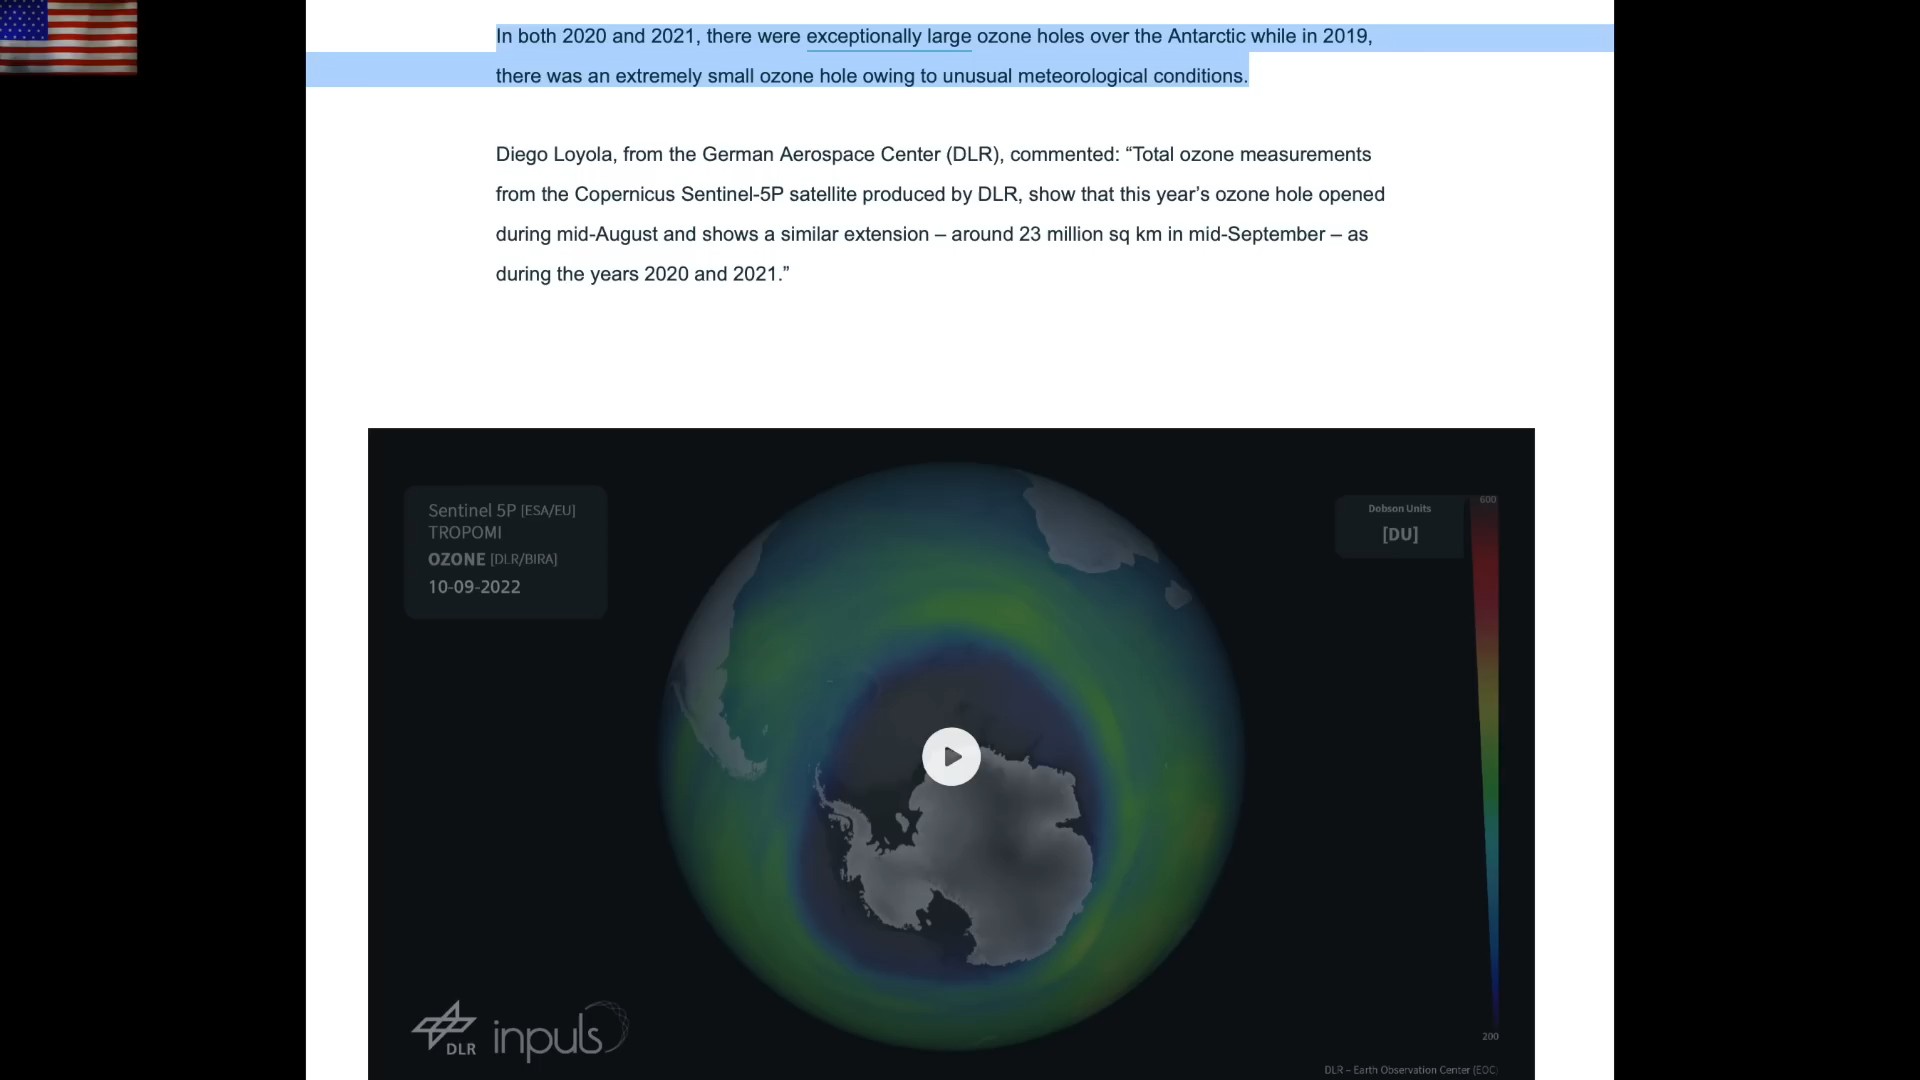 In both 2020 and 2021, there were exceptionally large ozone holes over the Antarctic while in 2019,
there was an extremely small ozone hole owing to unusual meteorological conditions.
Diego Loyola, from the German Aerospace Center (DLR), commented: “Total ozone measurements
from the Copernicus Sentinel-5P satellite produced by DLR, show that this year’s ozone hole opened
during mid-August and shows a similar extension – around 23 million sq km in mid-September – as
during the years 2020 and 2021.”
Sentinel 5P [ESA/EU]
TROPOMI
OZONE [DLR/BIRA]
10-09-2022
Dobson Units
[DU]
600
200
DLR
inpuls
DLR – Earth Observation Center (EOC)